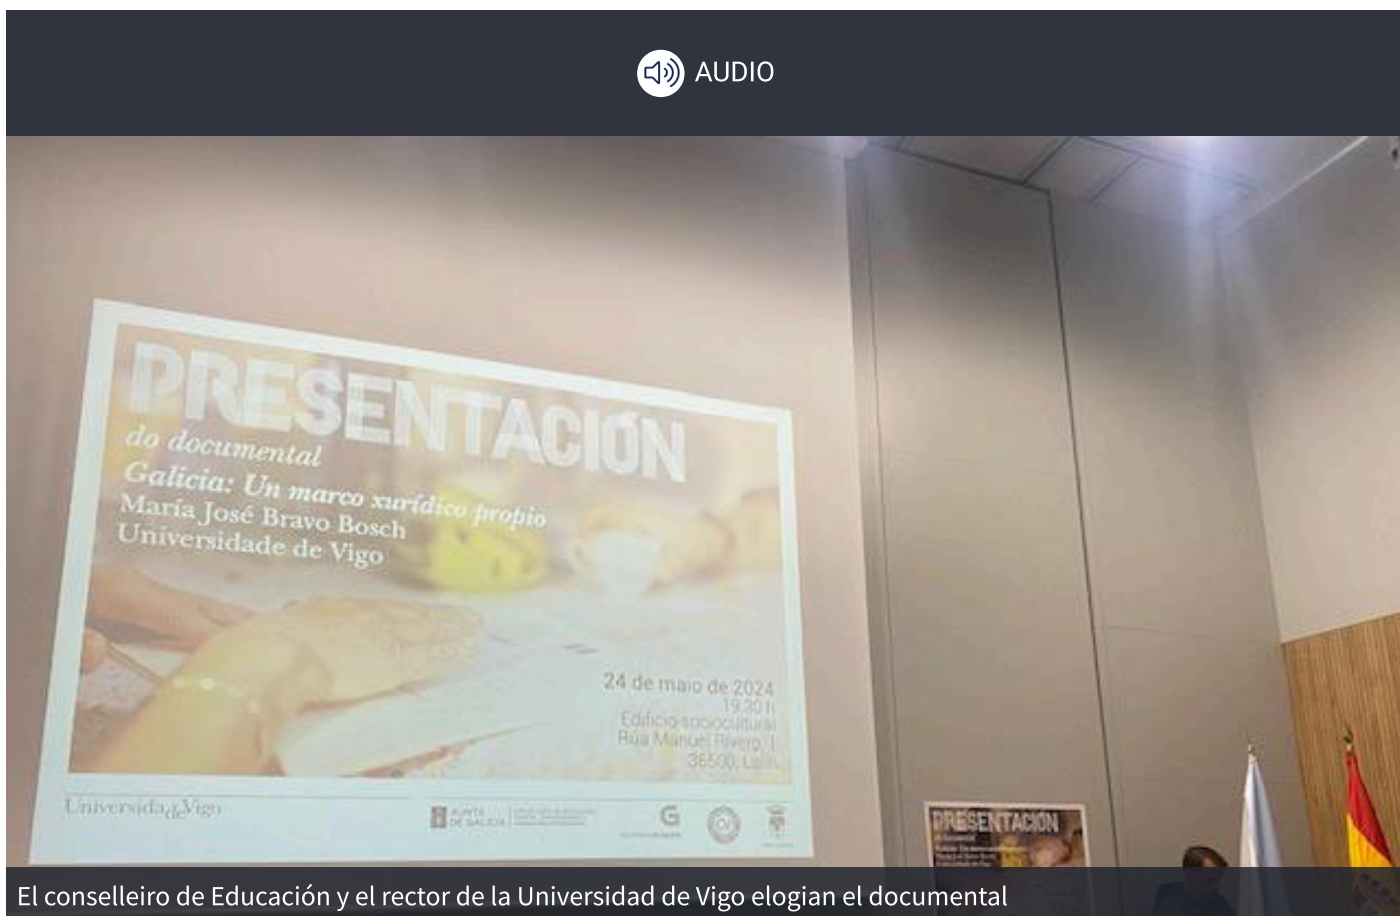 AUDIO
PRESENTACIÓN
do documental
Galicia: Un marco xurídico propio
María José Bravo Bosch
Universidade de Vigo
24 de maio de 2024
19.30 h
Edificio sociocultural
Rúa Manuel Rivero, 1
36500, Lalín
Universidade de Vigo
XUNTA
DE GALICIA
PRESENTACIÓN
El conselleiro de Educación y el rector de la Universidad de Vigo elogian el documental